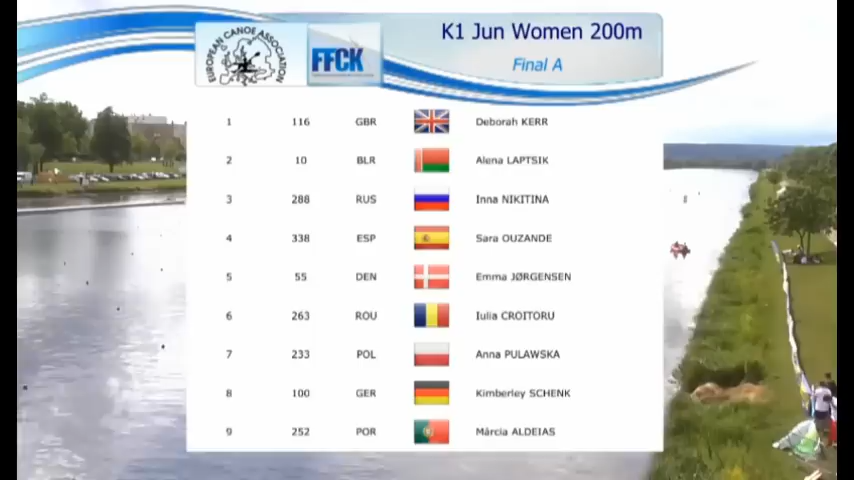 EUROPEAN CANOE ASSOCIATION
FFCK
K1 Jun Women 200m
Final A
1 116 GBR Deborah KERR
2 10 BLR Alena LAPTSIK
3 288 RUS Inna NIKITINA
4 338 ESP Sara OUZANDE
5 55 DEN Emma JØRGENSEN
6 263 ROU Iulia CROITORU
7 233 POL Anna PULAWSKA
8 100 GER Kimberley SCHENK
9 252 POR Márcia ALDEIAS